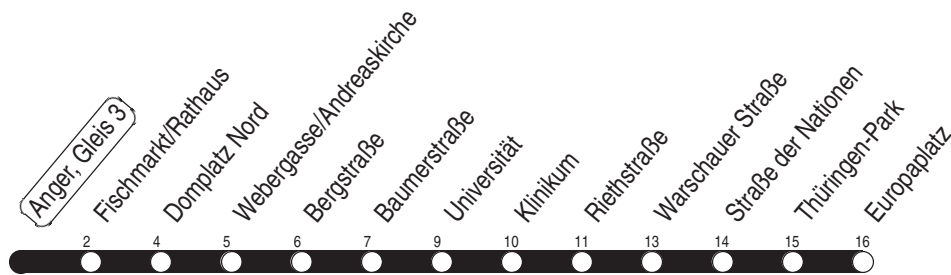 Anger, Gleis 3
Fischmarkt/Rathaus
Domplatz Nord
Webergasse/Andreaskirche
Bergstraße
Baumerstraße
Universität
Klinikum
Riethstraße
Warschauer Straße
Straße der Nationen
Thüringen-Park
Europaplatz
2 4 5 6 7 9 10 11 13 14 15 16